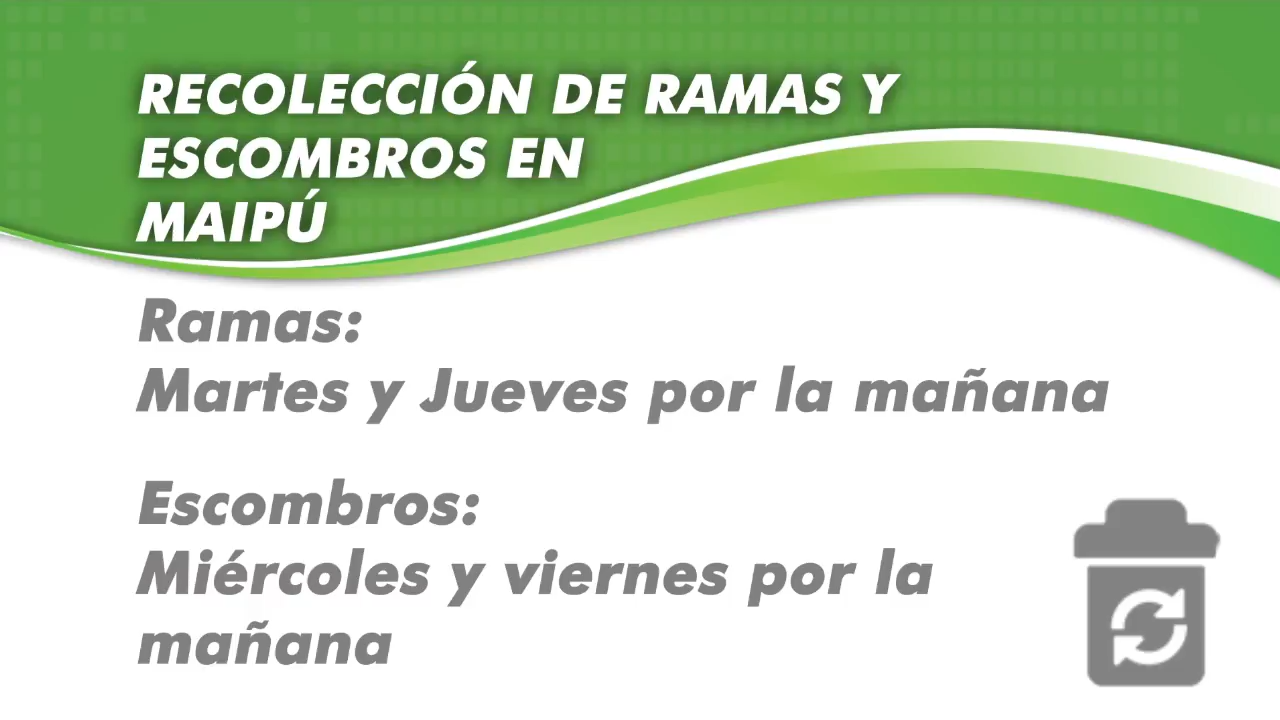 RECOLECCIÓN DE RAMAS Y
ESCOMBROS EN
MAIPÚ
Ramas:
Martes y Jueves por la mañana
Escombros:
Miércoles y viernes por la
mañana